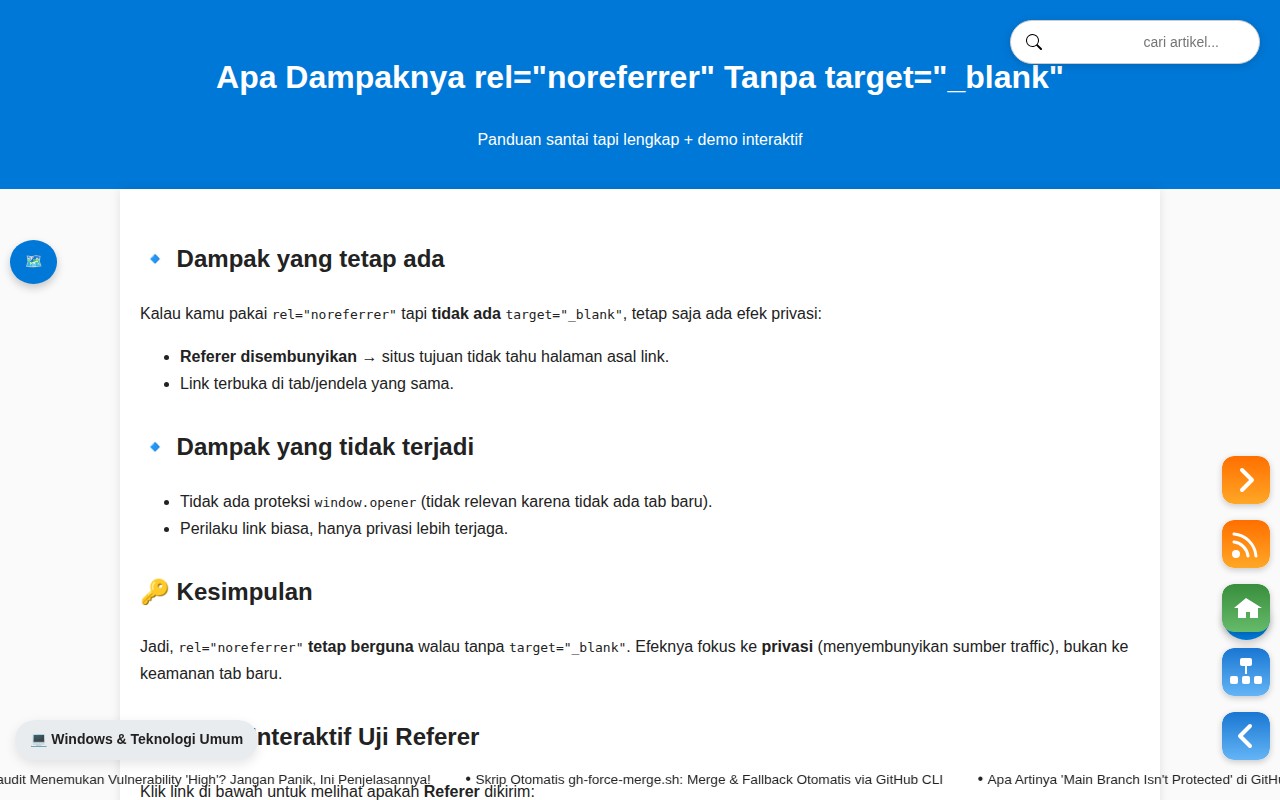 cari artikel...
Apa Dampaknya rel="noreferrer" Tanpa target="_blank"
Panduan santai tapi lengkap + demo interaktif
Dampak yang tetap ada
Kalau kamu pakai rel="noreferrer" tapi tidak ada target="_blank", tetap saja ada efek privasi:
• Referer disembunyikan → situs tujuan tidak tahu halaman asal link.
• Link terbuka di tab/jendela yang sama.
Dampak yang tidak terjadi
• Tidak ada proteksi window.opener (tidak relevan karena tidak ada tab baru).
• Perilaku link biasa, hanya privasi lebih terjaga.
🔑 Kesimpulan
Jadi, rel="noreferrer" tetap berguna walau tanpa target="_blank". Efeknya fokus ke privasi (menyembunyikan sumber traffic), bukan ke
keamanan tab baru.
💻 Windows & Teknologi Umum
Interaktif Uji Referer
audit Menemukan Vulnerability 'High'? Jangan Panik, Ini Penjelasannya! • Skrip Otomatis gh-force-merge.sh: Merge & Fallback Otomatis via GitHub CLI • Apa Artinya 'Main Branch Isn't Protected' di GitHu
Klik link di bawah untuk melihat apakah Referer dikirim: